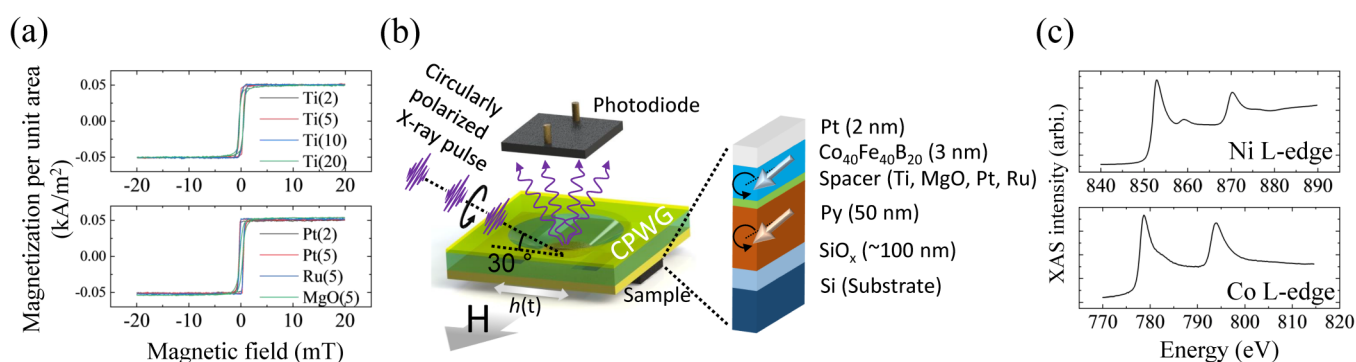 (a)
Magnetization per unit area
(kA/m²)
0.05
0.00
-0.05
-20
-10
0
10
20
Ti(2)
Ti(5)
Ti(10)
Ti(20)
0.05
0.00
-0.05
-20
-10
0
10
20
Pt(2)
Pt(5)
Ru(5)
MgO(5)
Magnetic field (mT)
(b)
Circularly
polarized
X-ray pulse
Photodiode
CPWG
30°
h(t)
H
Sample
Pt (2 nm)
Co₄₀Fe₄₀B₂₀ (3 nm)
Spacer (Ti, MgO, Pt, Ru)
Py (50 nm)
SiOₓ (~100 nm)
Si (Substrate)
(c)
XAS intensity (arbi.)
Ni L-edge
840 850 860 870 880 890
Co L-edge
770 780 790 800 810 820
Energy (eV)